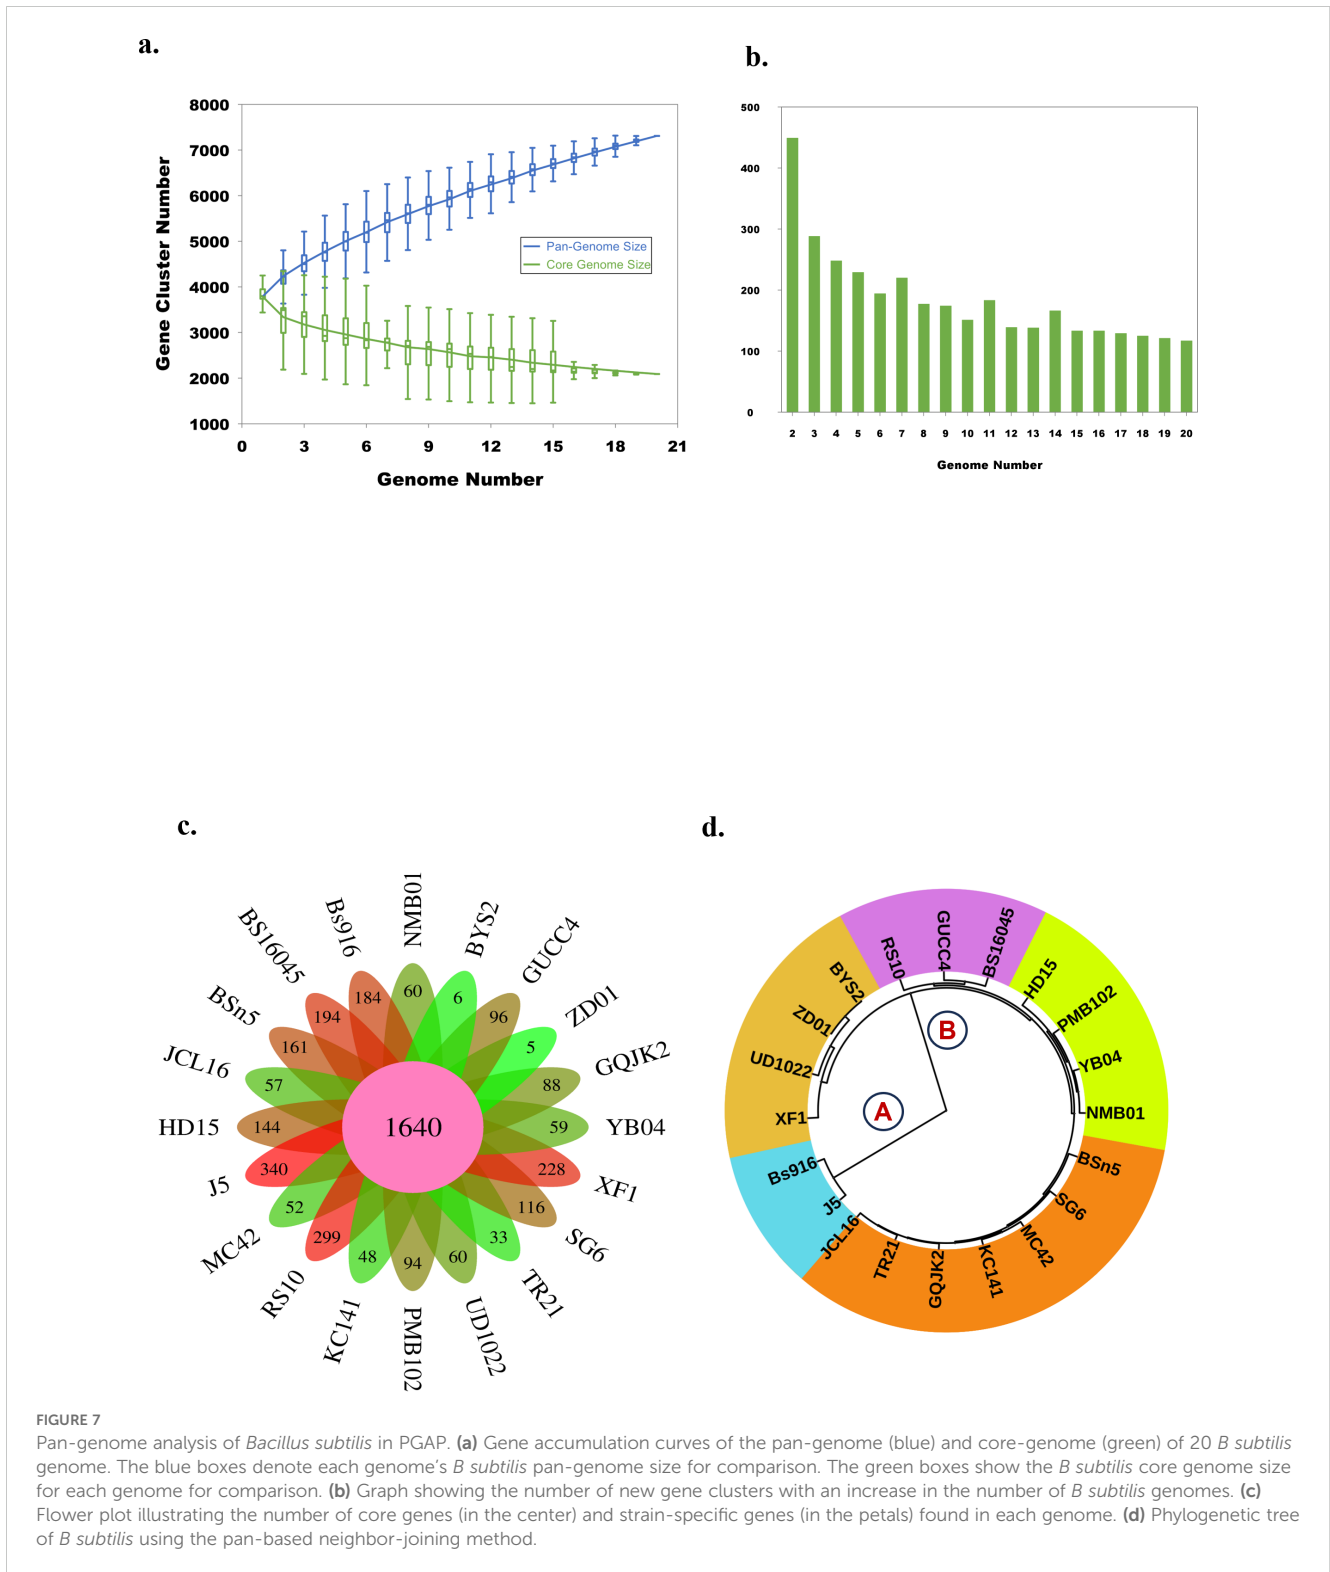 a.
8000
7000
6000
5000
4000
3000
2000
1000
0
3
6
9
12
15
18
21
Gene Cluster Number
Genome Number
Pan-Genome Size
Core Genome Size
b.
500
400
300
200
100
0
2 3 4 5 6 7 8 9 10 11 12 13 14 15 16 17 18 19 20
Genome Number
c.
NMB01
BYS2
GUCC4
ZD01
GQJK2
YB04
XF1
SG6
TR21
UD1022
PMB102
KC141
RS10
MC42
J5
HD15
JCL16
BSn5
BS16045
Bs916
60
6
96
5
88
59
228
116
33
60
94
48
299
52
340
144
57
161
194
184
1640
d.
RS10
GUCC4
BS16045
HD15
PMB102
YB04
NMB01
BSn5
SG6
MC42
KC141
GQJK2
TR21
JCL16
J5
Bs916
XF1
UD1022
ZD01
BYS2
B
A
FIGURE 7
Pan-genome analysis of Bacillus subtilis in PGAP. (a) Gene accumulation curves of the pan-genome (blue) and core-genome (green) of 20 B subtilis
genome. The blue boxes denote each genome's B subtilis pan-genome size for comparison. The green boxes show the B subtilis core genome size
for each genome for comparison. (b) Graph showing the number of new gene clusters with an increase in the number of B subtilis genomes. (c)
Flower plot illustrating the number of core genes (in the center) and strain-specific genes (in the petals) found in each genome. (d) Phylogenetic tree
of B subtilis using the pan-based neighbor-joining method.